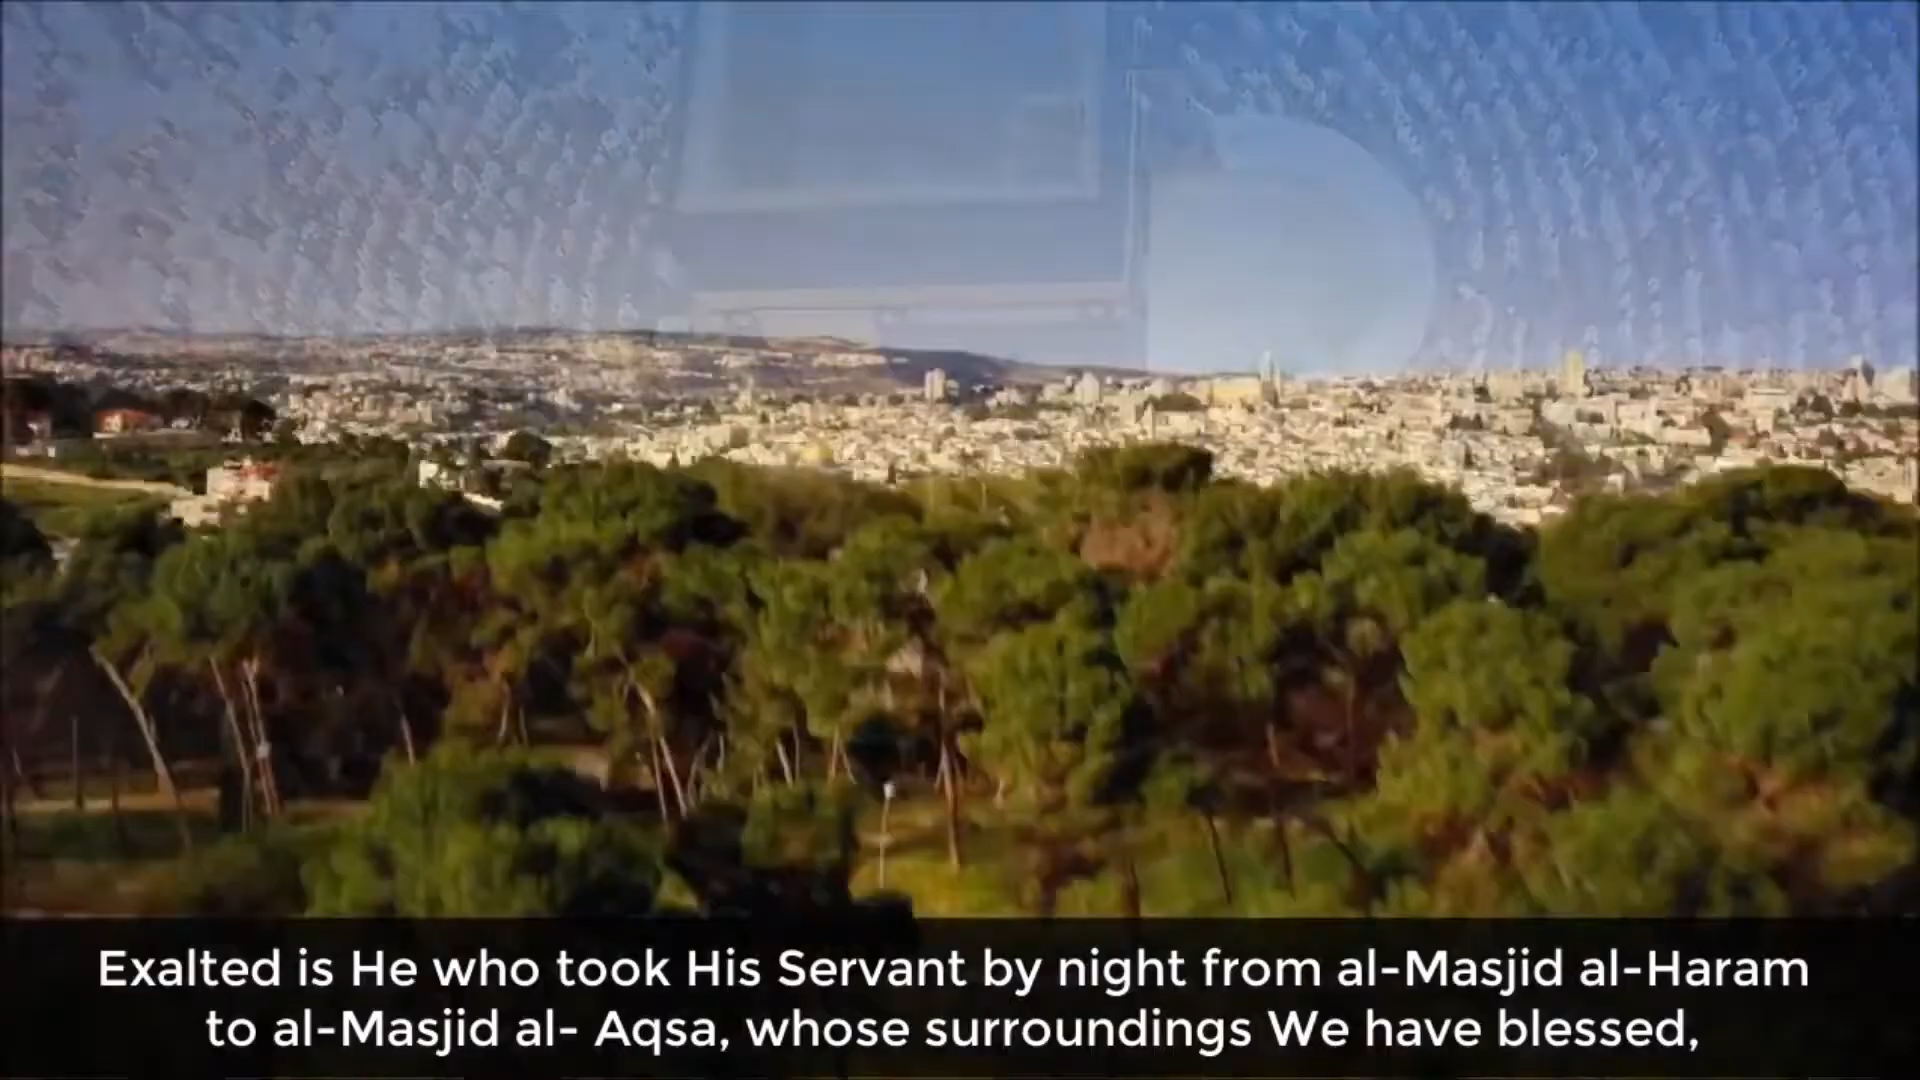 Exalted is He who took His Servant by night from al-Masjid al-Haram
to al-Masjid al- Aqsa, whose surroundings We have blessed,